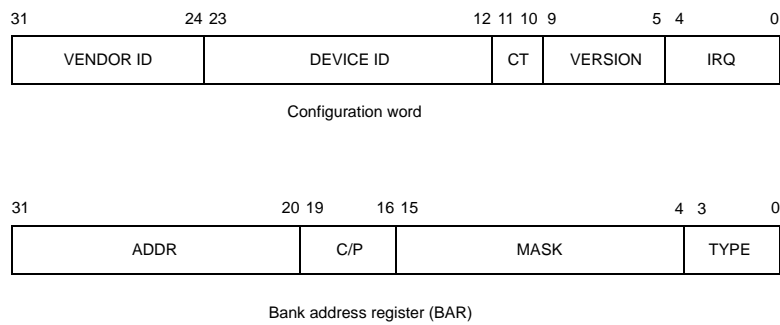 31 24 23 12 11 10 9 5 4 0
VENDOR ID DEVICE ID CT VERSION IRQ
Configuration word
31 20 19 16 15 4 3 0
ADDR C/P MASK TYPE
Bank address register (BAR)